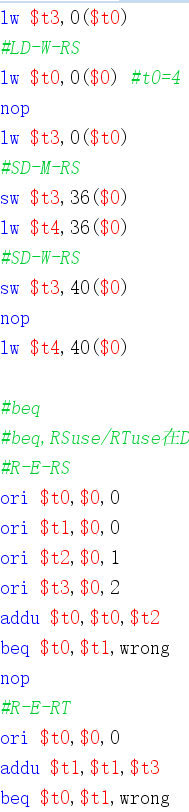 lw $t3,0($t0)
#LD-W-RS
lw $t0,0($0) #t0=4
nop
lw $t3,0($t0)
#SD-M-RS
sw $t3,36($0)
lw $t4,36($0)
#SD-W-RS
sw $t3,40($0)
nop
lw $t4,40($0)
#beq
#beq,RSuse/RTuse在D
#R-E-RS
ori $t0,$0,0
ori $t1,$0,0
ori $t2,$0,1
ori $t3,$0,2
addu $t0,$t0,$t2
beq $t0,$t1,wrong
nop
#R-E-RT
ori $t0,$0,0
addu $t1,$t1,$t3
beq $t0,$t1,wrong